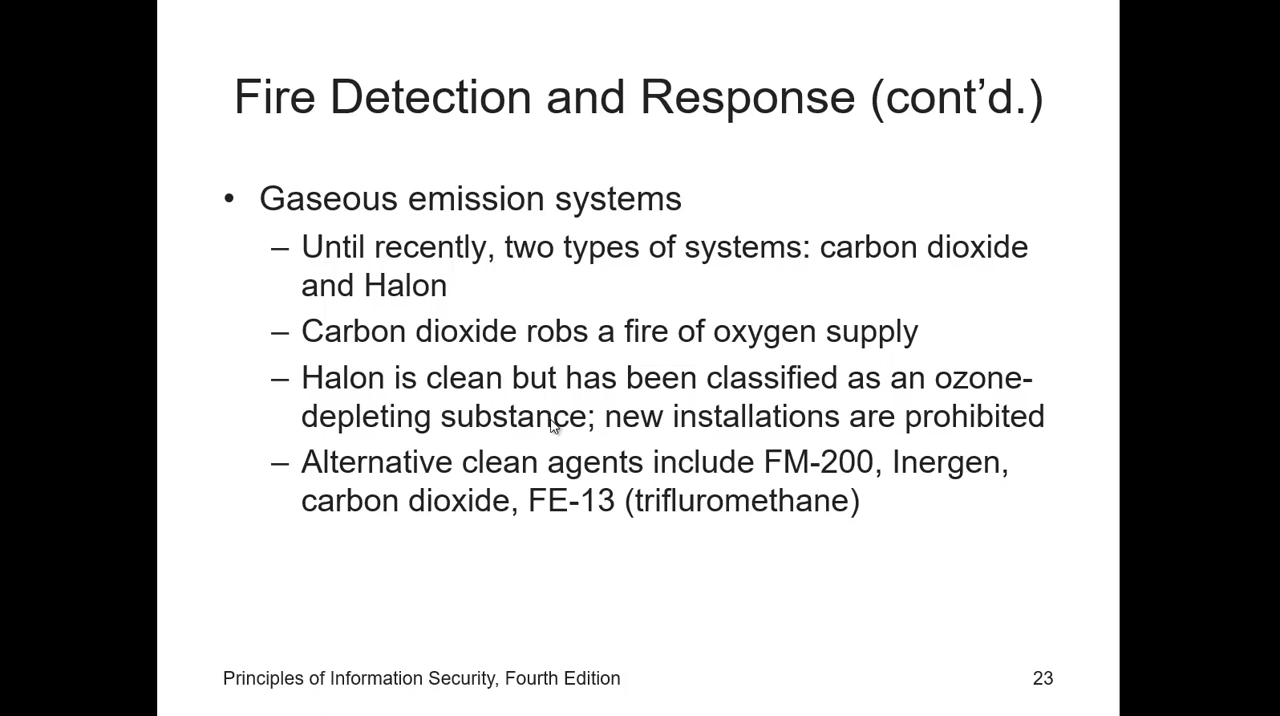 Fire Detection and Response (cont’d.)
• Gaseous emission systems
– Until recently, two types of systems: carbon dioxide
and Halon
– Carbon dioxide robs a fire of oxygen supply
– Halon is clean but has been classified as an ozone-
depleting substance; new installations are prohibited
– Alternative clean agents include FM-200, Inergen,
carbon dioxide, FE-13 (trifluromethane)
Principles of Information Security, Fourth Edition
23